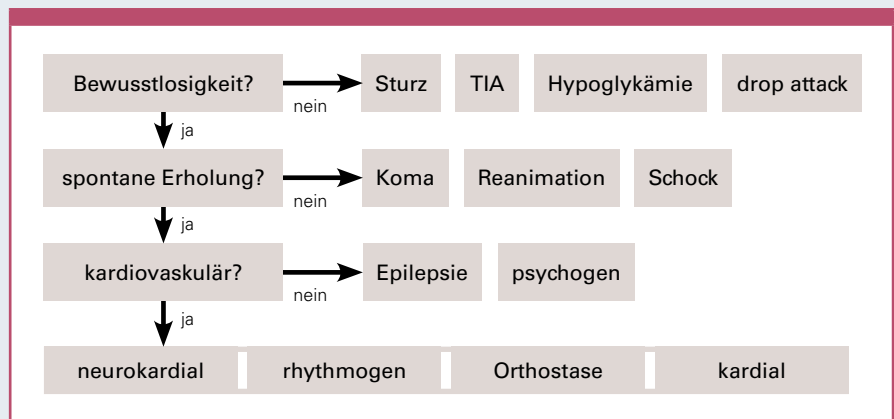 Bewusstlosigkeit? nein Sturz TIA Hypoglykämie drop attack
ja
spontane Erholung? nein Koma Reanimation Schock
ja
kardiovaskulär? nein Epilepsie psychogen
ja
neurokardial rhythmogen Orthostase kardial